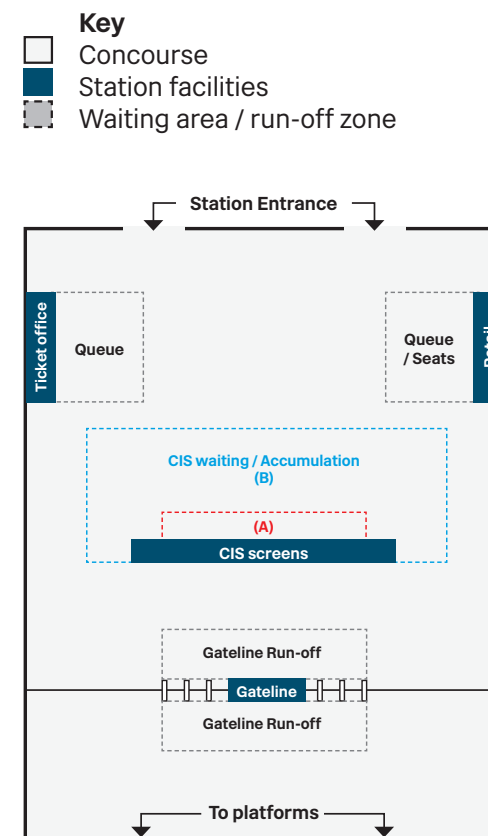 Key
Concourse
Station facilities
Waiting area / run-off zone
Station Entrance
Ticket office
Queue
Queue
/ Seats
CIS waiting / Accumulation
(B)
(A)
CIS screens
Gateline Run-off
Gateline
Gateline Run-off
To platforms